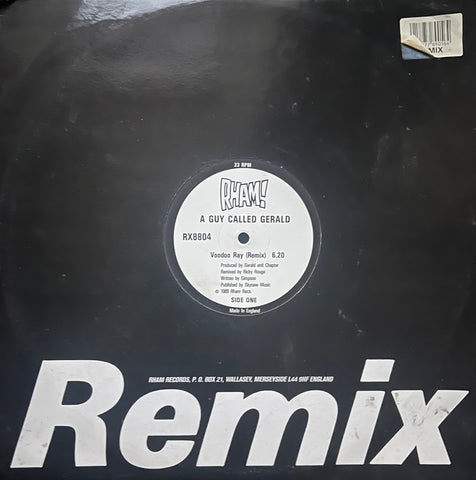 MIX
33 RPM
RHAM!
A GUY CALLED GERALD
RX8804
Voodoo Ray (Remix) 6.20
Produced by Gerald and Chapter
Remixed by Ricky Rouge
Written by Simpson
Published by Skysaw Music
© 1989 Rham Recs.
SIDE ONE
Made in England
RHAM RECORDS, P. O. BOX 21, WALLASEY, MERSEYSIDE L44 9HF ENGLAND
Remix